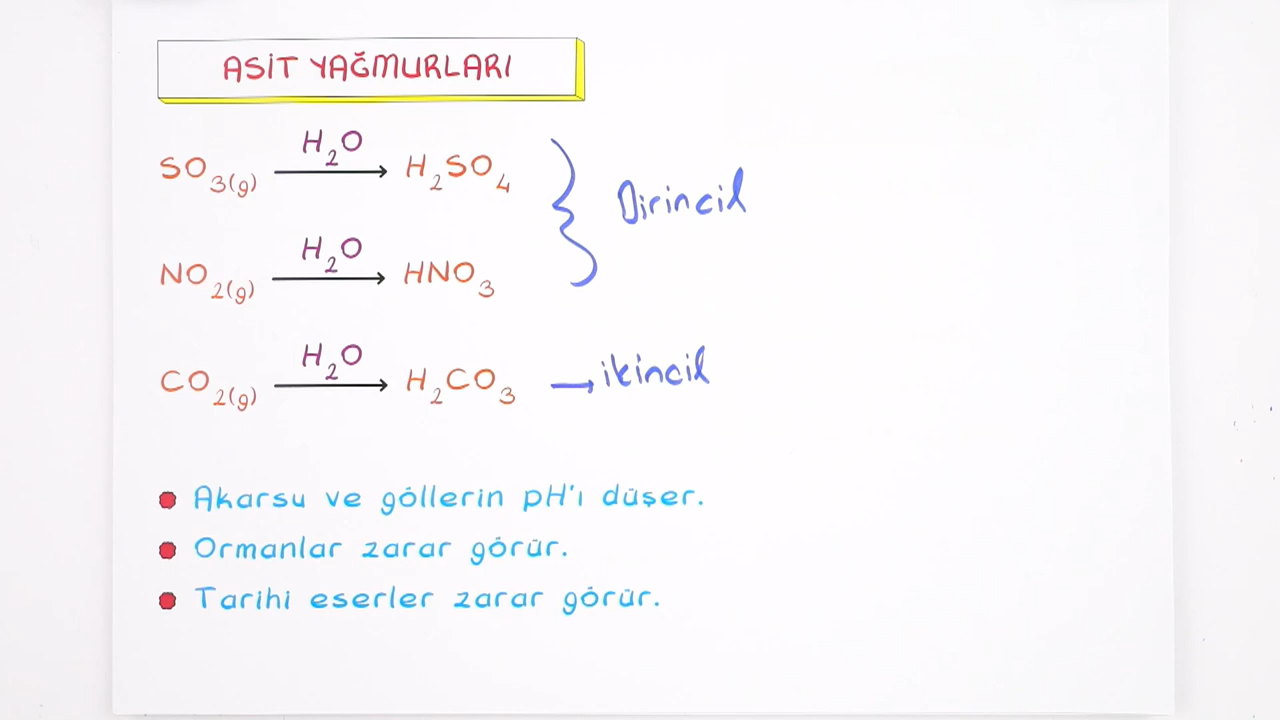 ASİT YAĞMURLARI
SO3(g) H2O → H2SO4
Birincil
NO2(g) H2O → HNO3
CO2(g) H2O → H2CO3 → ikincil
Akarsu ve göllerin pH'ı düşer.
Ormanlar zarar görür.
Tarihi eserler zarar görür.